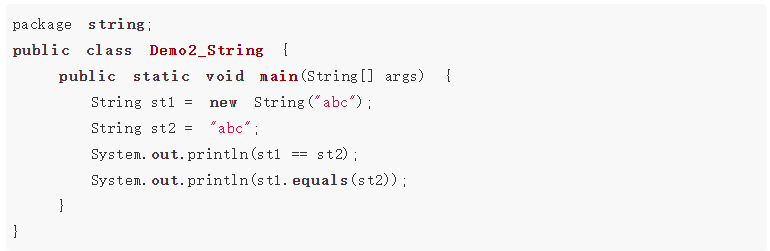 package string;
public class Demo2_String {
public static void main(String[] args) {
String st1 = new String("abc");
String st2 = "abc";
System.out.println(st1 == st2);
System.out.println(st1.equals(st2));
}
}